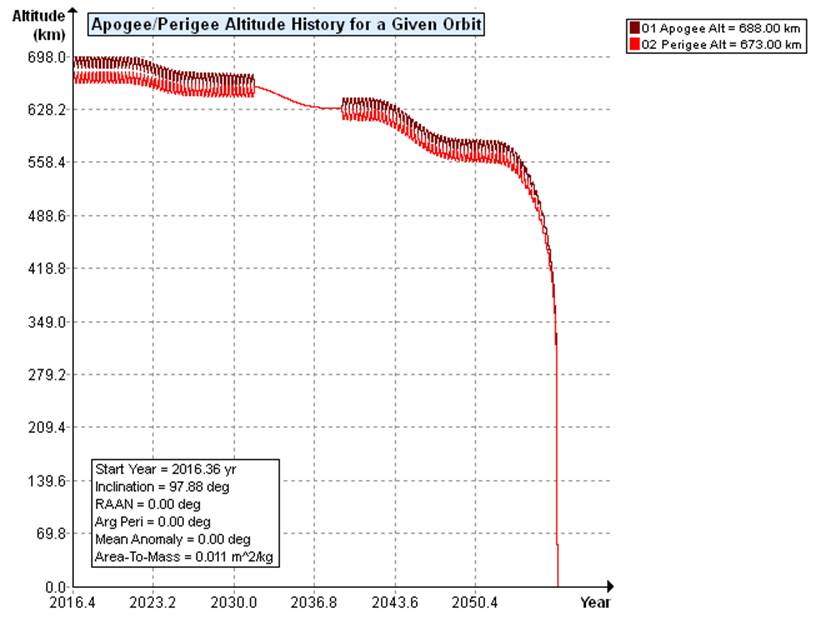 Altitude
(km)
Apogee/Perigee Altitude History for a Given Orbit
01 Apogee Alt = 688.00 km
02 Perigee Alt = 673.00 km
698.0
628.2
558.4
488.6
418.8
349.0
279.2
209.4
139.6
69.8
0.0
Start Year = 2016.36 yr
Inclination = 97.88 deg
RAAN = 0.00 deg
Arg Peri = 0.00 deg
Mean Anomaly = 0.00 deg
Area-To-Mass = 0.011 m^2/kg
2016.4
2023.2
2030.0
2036.8
2043.6
2050.4
Year